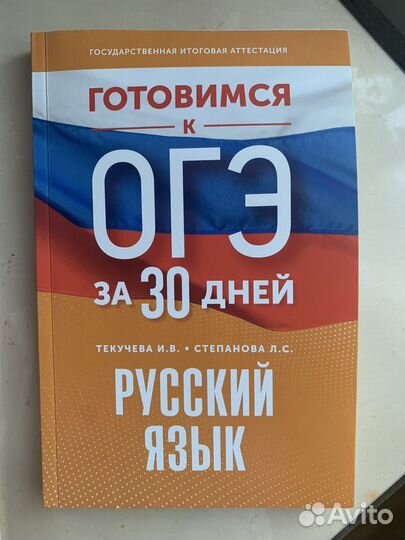 ГОСУДАРСТВЕННАЯ ИТОГОВАЯ АТТЕСТАЦИЯ
ГОТОВИМСЯ
К
ОГЭ
ЗА 30 ДНЕЙ
ТЕКУЧЕВА И.В. • СТЕПАНОВА Л.С.
РУССКИЙ
ЯЗЫК
Avito